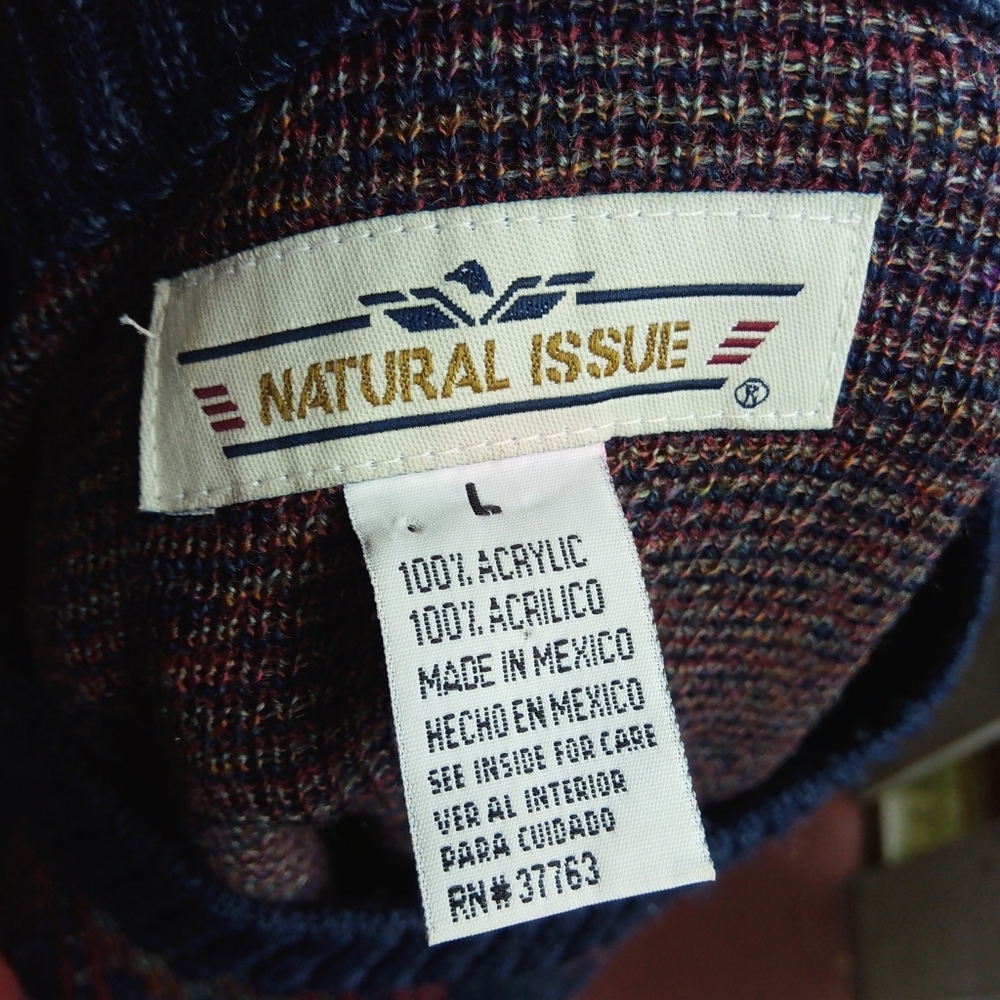 NATURAL ISSUE
®
L
100% ACRYLIC
100% ACRILICO
MADE IN MEXICO
HECHO EN MEXICO
SEE INSIDE FOR CARE
VER AL INTERIOR
PARA CUIDADO
RN# 37763